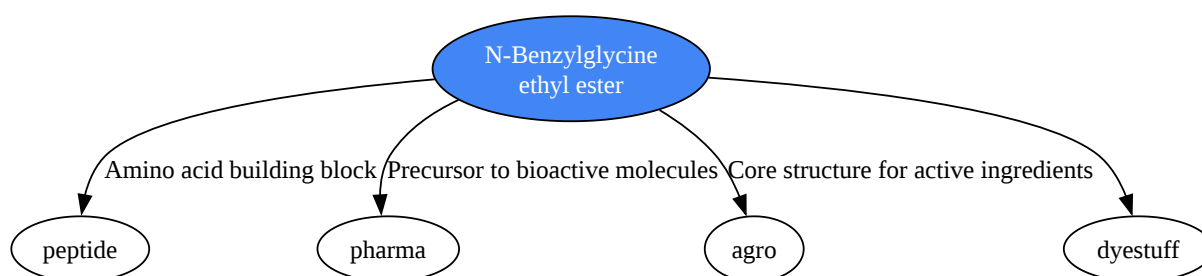 N-Benzylglycine
ethyl ester
Amino acid building block
Precursor to bioactive molecules
Core structure for active ingredients
peptide
pharma
agro
dyestuff